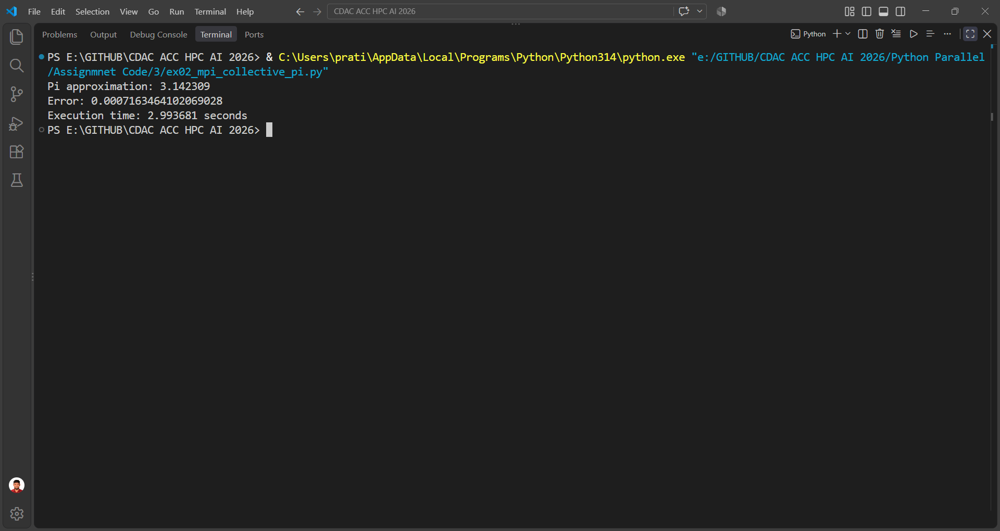 File Edit Selection View Go Run Terminal Help
CDAC ACC HPC AI 2026
Problems Output Debug Console Terminal Ports
Python
PS E:\GITHUB\CDAC ACC HPC AI 2026> & C:\Users\prati\AppData\Local\Programs\Python\Python314\python.exe "e:/GITHUB/CDAC ACC HPC AI 2026/Python Parallel
/Assignmnet Code/3/ex02_mpi_collective_pi.py"
Pi approximation: 3.142309
Error: 0.0007163464102069028
Execution time: 2.993681 seconds
PS E:\GITHUB\CDAC ACC HPC AI 2026>